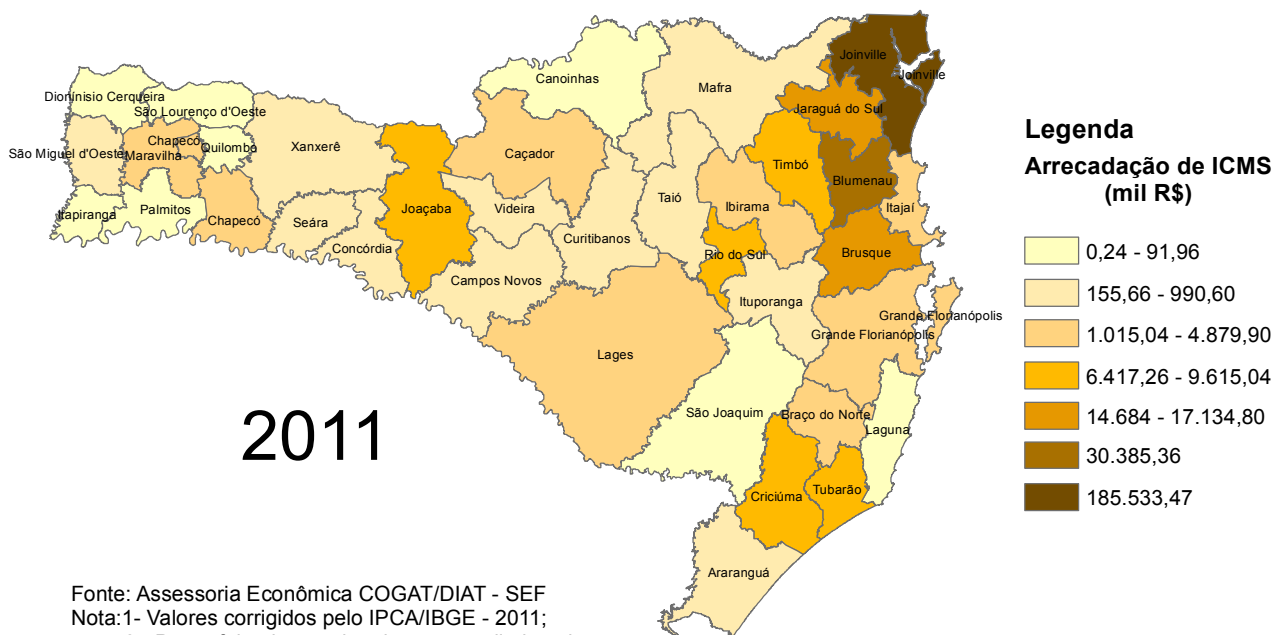 Joinville
Joinville
Canoinhas
Mafra
Dionínisio Cerqueira
São Lourenço d'Oeste
Jaraguá do Sul
Chapecó
Quilombo
Xanxerê
São Miguel d'Oeste
Maravilha
Caçador
Timbó
Blumenau
Itapiranga
Palmitos
Chapecó
Seára
Joaçaba
Videira
Taió
Ibirama
Itajaí
Concórdia
Curitibanos
Rio do Sul
Brusque
Campos Novos
Ituporanga
Grande Florianópolis
Grande Florianópolis
Lages
São Joaquim
Braço do Norte
Laguna
Criciúma
Tubarão
Araranguá
2011
Legenda
Arrecadação de ICMS
(mil R$)
0,24 - 91,96
155,66 - 990,60
1.015,04 - 4.879,90
6.417,26 - 9.615,04
14.684 - 17.134,80
30.385,36
185.533,47
Fonte: Assessoria Econômica COGAT/DIAT - SEF
Nota:1- Valores corrigidos pelo IPCA/IBGE - 2011;